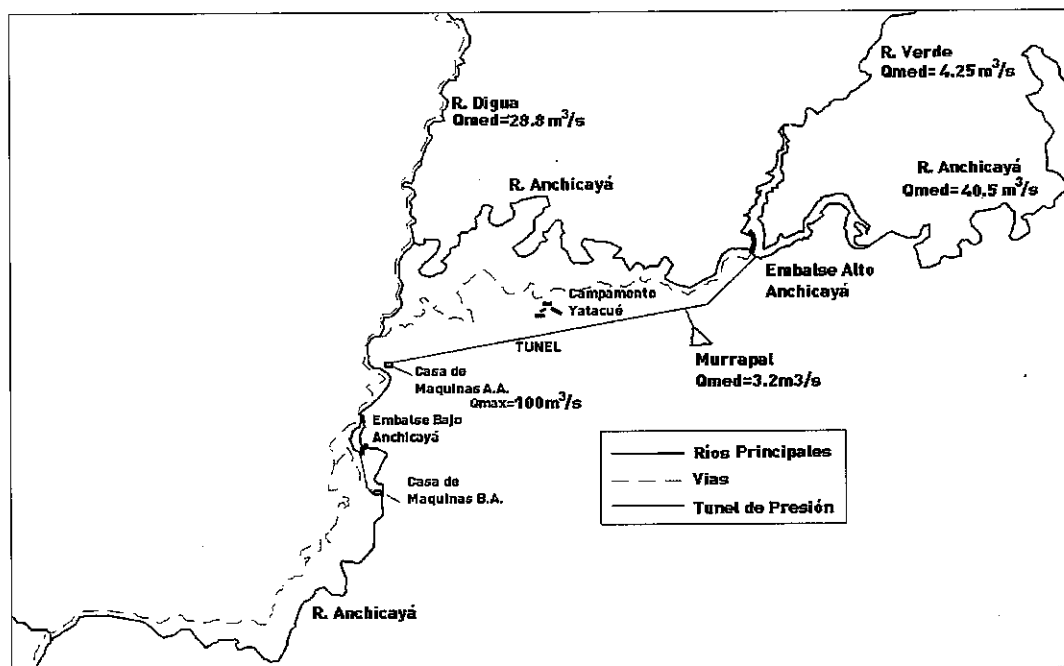 R. Verde
Qmed= 4.25 m³/s
R. Digua
Qmed=28.8 m³/s
R. Anchicayá
R. Anchicayá
Qmed= 40,5 m³/s
Embalse Alto
Anchicayá
Campamento
Yatacué
TUNEL
Murrapal
Qmed=3.2m3/s
Casa de
Maquinas A.A.
Qmax=100m³/s
Embalse Bajo
Anchicayá
Casa de
Maquinas B.A.
Rios Principales
Vias
Tunel de Presión
R. Anchicayá